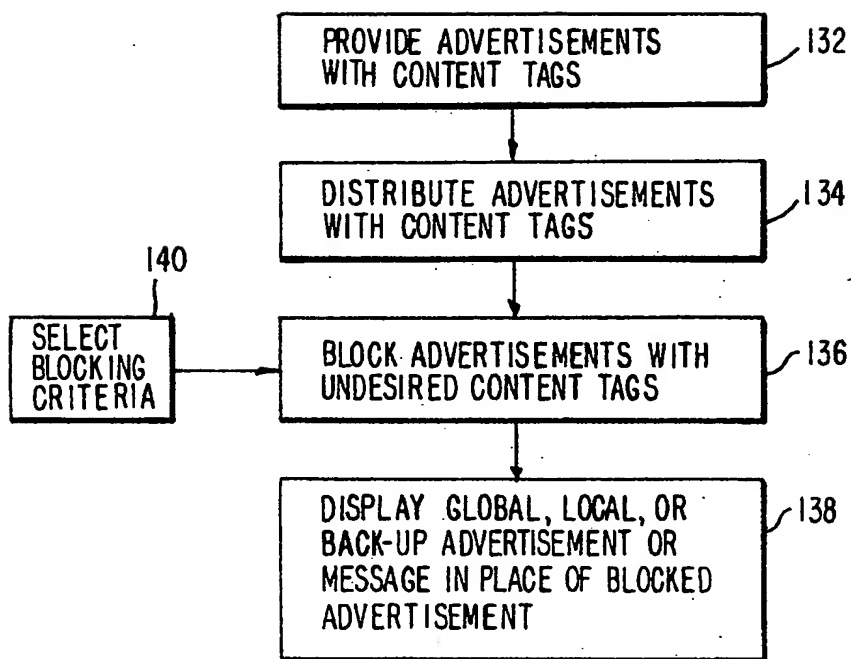 PROVIDE ADVERTISEMENTS
WITH CONTENT TAGS
132
DISTRIBUTE ADVERTISEMENTS
WITH CONTENT TAGS
134
140
SELECT
BLOCKING
CRITERIA
BLOCK ADVERTISEMENTS WITH
UNDESIRED CONTENT TAGS
136
DISPLAY GLOBAL, LOCAL, OR
BACK-UP ADVERTISEMENT OR
MESSAGE IN PLACE OF BLOCKED
ADVERTISEMENT
138